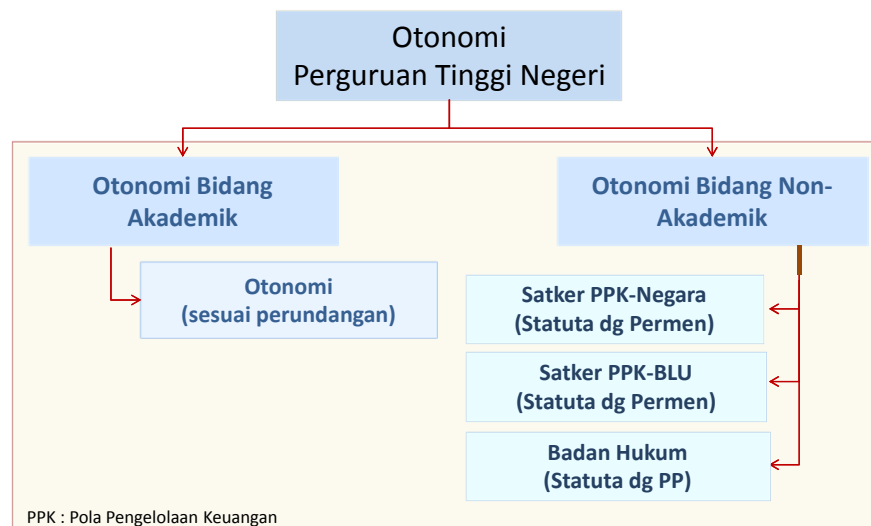 Otonomi
Perguruan Tinggi Negeri
Otonomi Bidang
Akademik
Otonomi Bidang Non-
Akademik
Otonomi
(sesuai perundangan)
Satker PPK-Negara
(Statuta dg Permen)
Satker PPK-BLU
(Statuta dg Permen)
Badan Hukum
(Statuta dg PP)
PPK : Pola Pengelolaan Keuangan